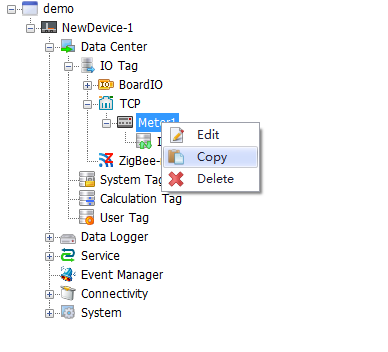 demo
NewDevice-1
Data Center
IO Tag
BoardIO
TCP
Meter1
Edit
Copy
Delete
ZigBee-
System Tag
Calculation Tag
User Tag
Data Logger
Service
Event Manager
Connectivity
System